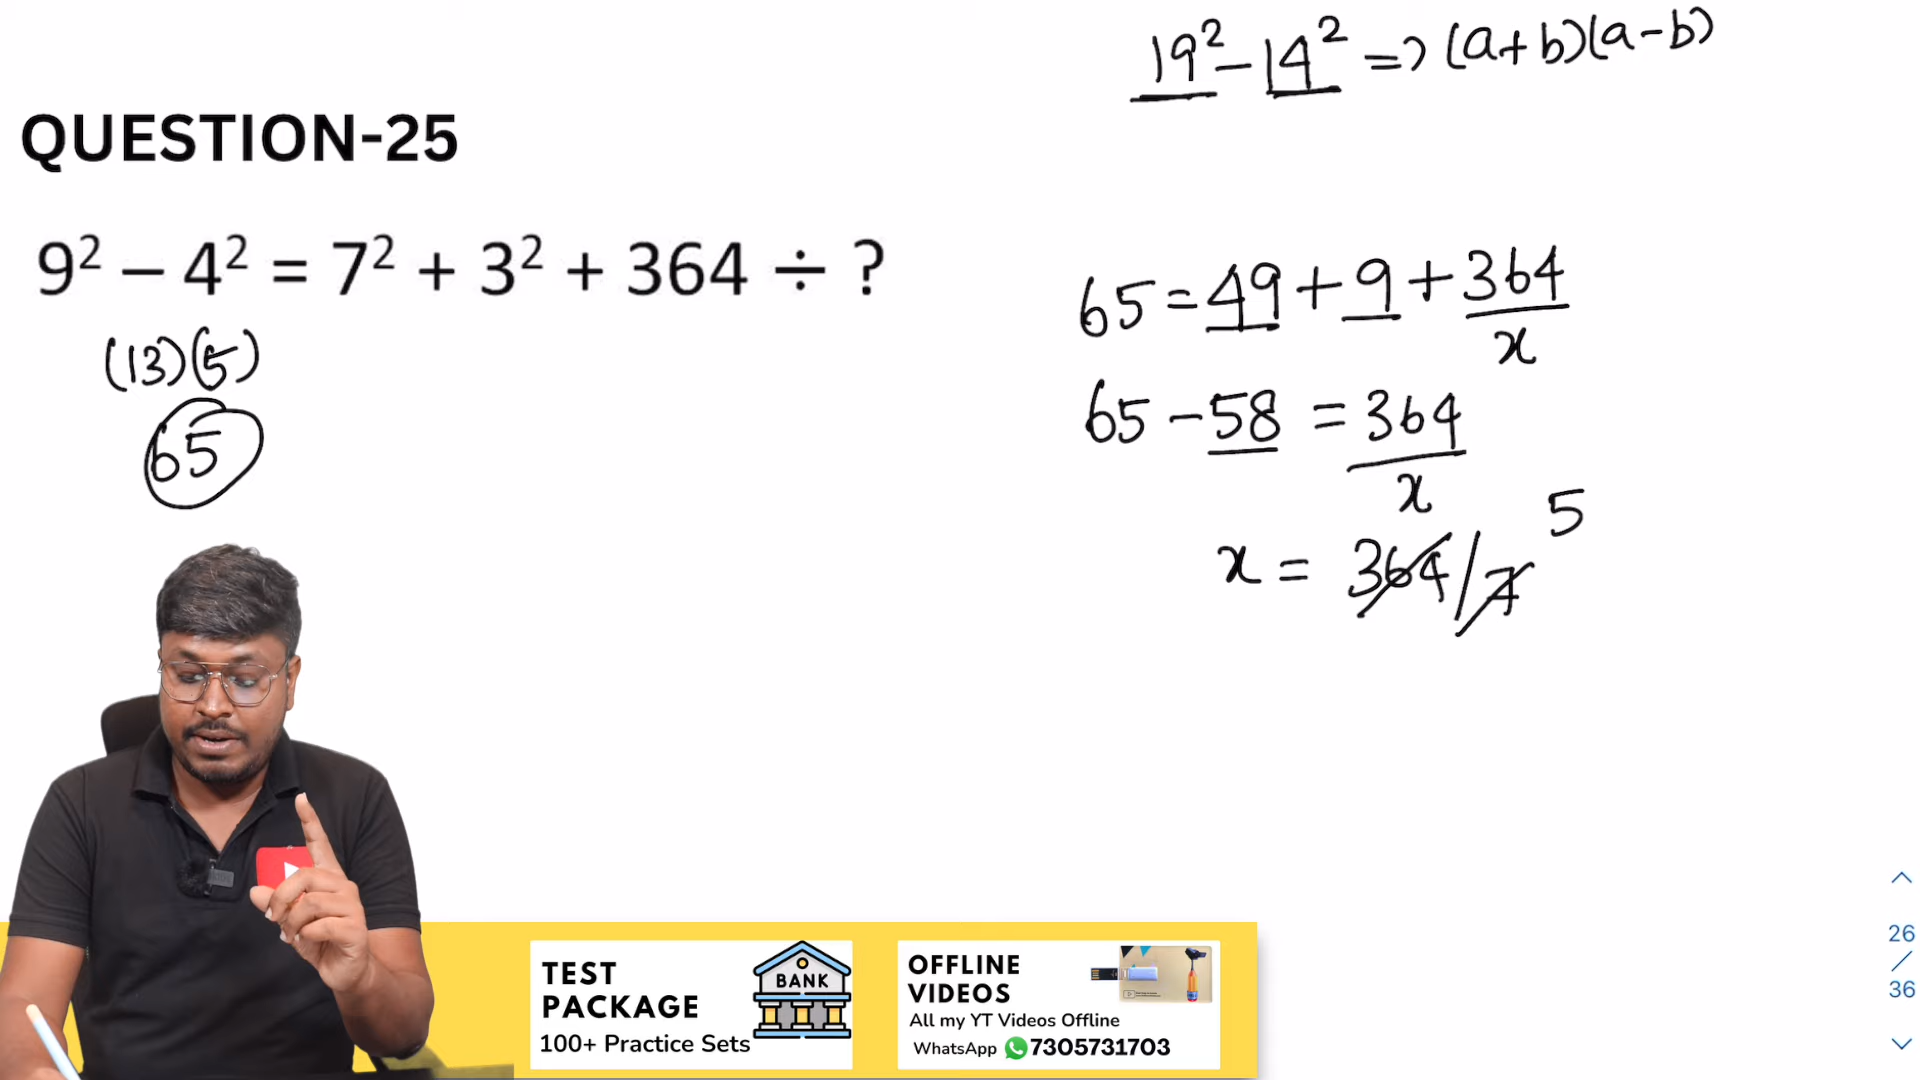 19² - 14² => (a+b)(a-b)
QUESTION-25
9² − 4² = 7² + 3² + 364 ÷ ?
(13)(5)
65
65 = 49 + 9 + 364/x
65 - 58 = 364/x
x = 364/7 5
TEST
PACKAGE
100+ Practice Sets
BANK
OFFLINE
VIDEOS
All my YT Videos Offline
WhatsApp 7305731703
26
/
36